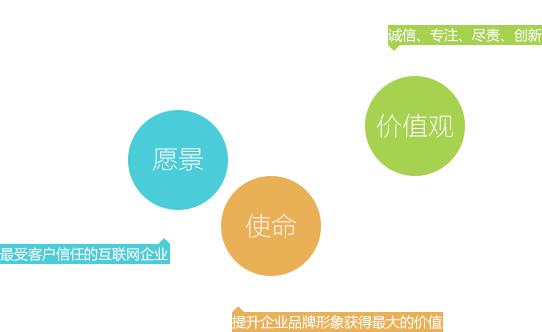 诚信、专注、尽责、创新
价值观
愿景
使命
最受客户信任的互联网企业
提升企业品牌形象获得最大的价值